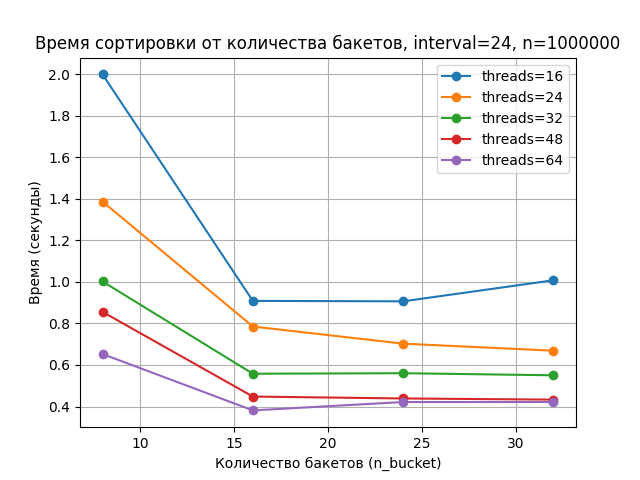 Время сортировки от количества бакетов, interval=24, n=1000000
threads=16
threads=24
threads=32
threads=48
threads=64
Время (секунды)
2.0
1.8
1.6
1.4
1.2
1.0
0.8
0.6
0.4
10
15
20
25
30
Количество бакетов (n_bucket)